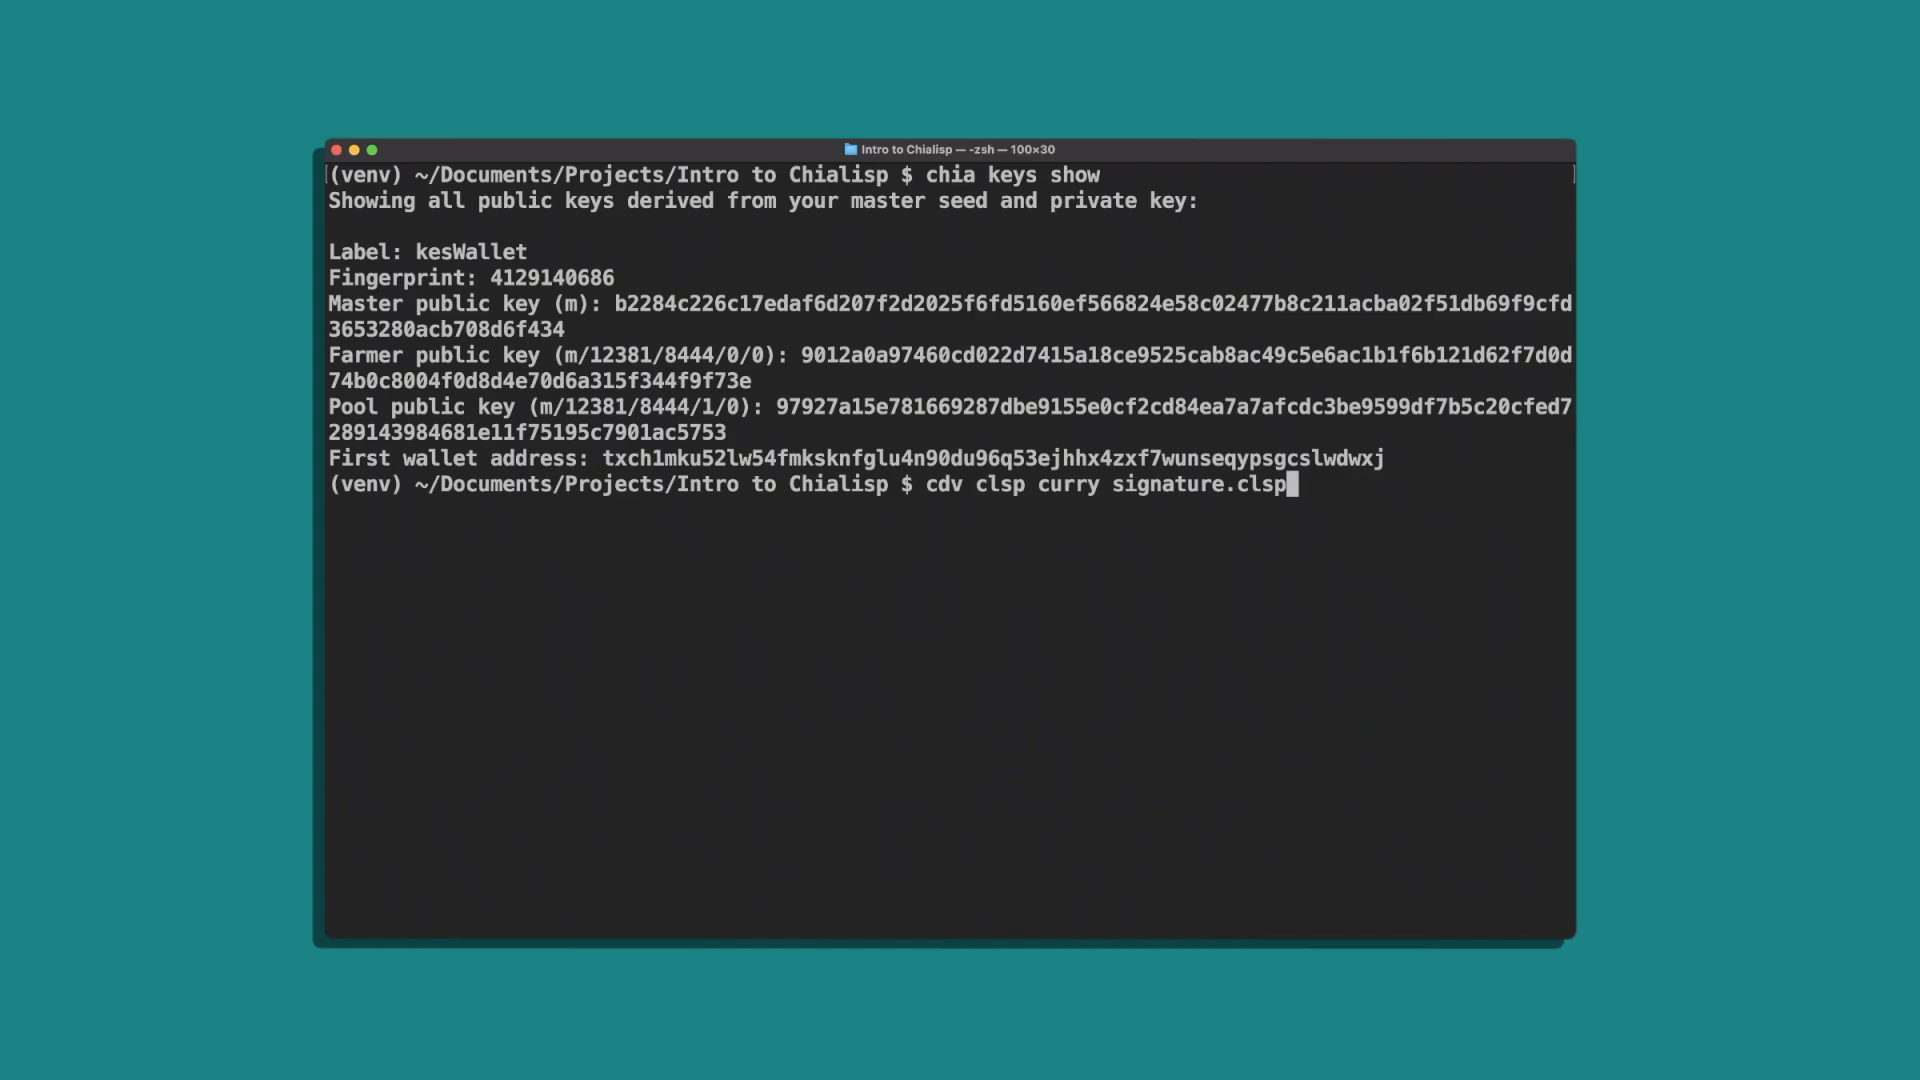 Intro to Chialisp — -zsh — 100×30
(venv) ~/Documents/Projects/Intro to Chialisp $ chia keys show
Showing all public keys derived from your master seed and private key:
Label: kesWallet
Fingerprint: 4129140686
Master public key (m): b2284c226c17edaf6d207f2d2025f6fd5160ef566824e58c02477b8c211acba02f51db69f9cfd
3653280acb708d6f434
Farmer public key (m/12381/8444/0/0): 9012a0a97460cd022d7415a18ce9525cab8ac49c5e6ac1b1f6b121d62f7d0d
74b0c8004f0d8d4e70d6a315f344f9f73e
Pool public key (m/12381/8444/1/0): 97927a15e781669287dbe9155e0cf2cd84ea7a7afcdc3be9599df7b5c20cfed7
289143984681e11f75195c7901ac5753
First wallet address: txch1mku52lw54fmksknfglu4n90du96q53ejhhx4zxf7wunseqypsgcslwdwxj
(venv) ~/Documents/Projects/Intro to Chialisp $ cdv clsp curry signature.clsp